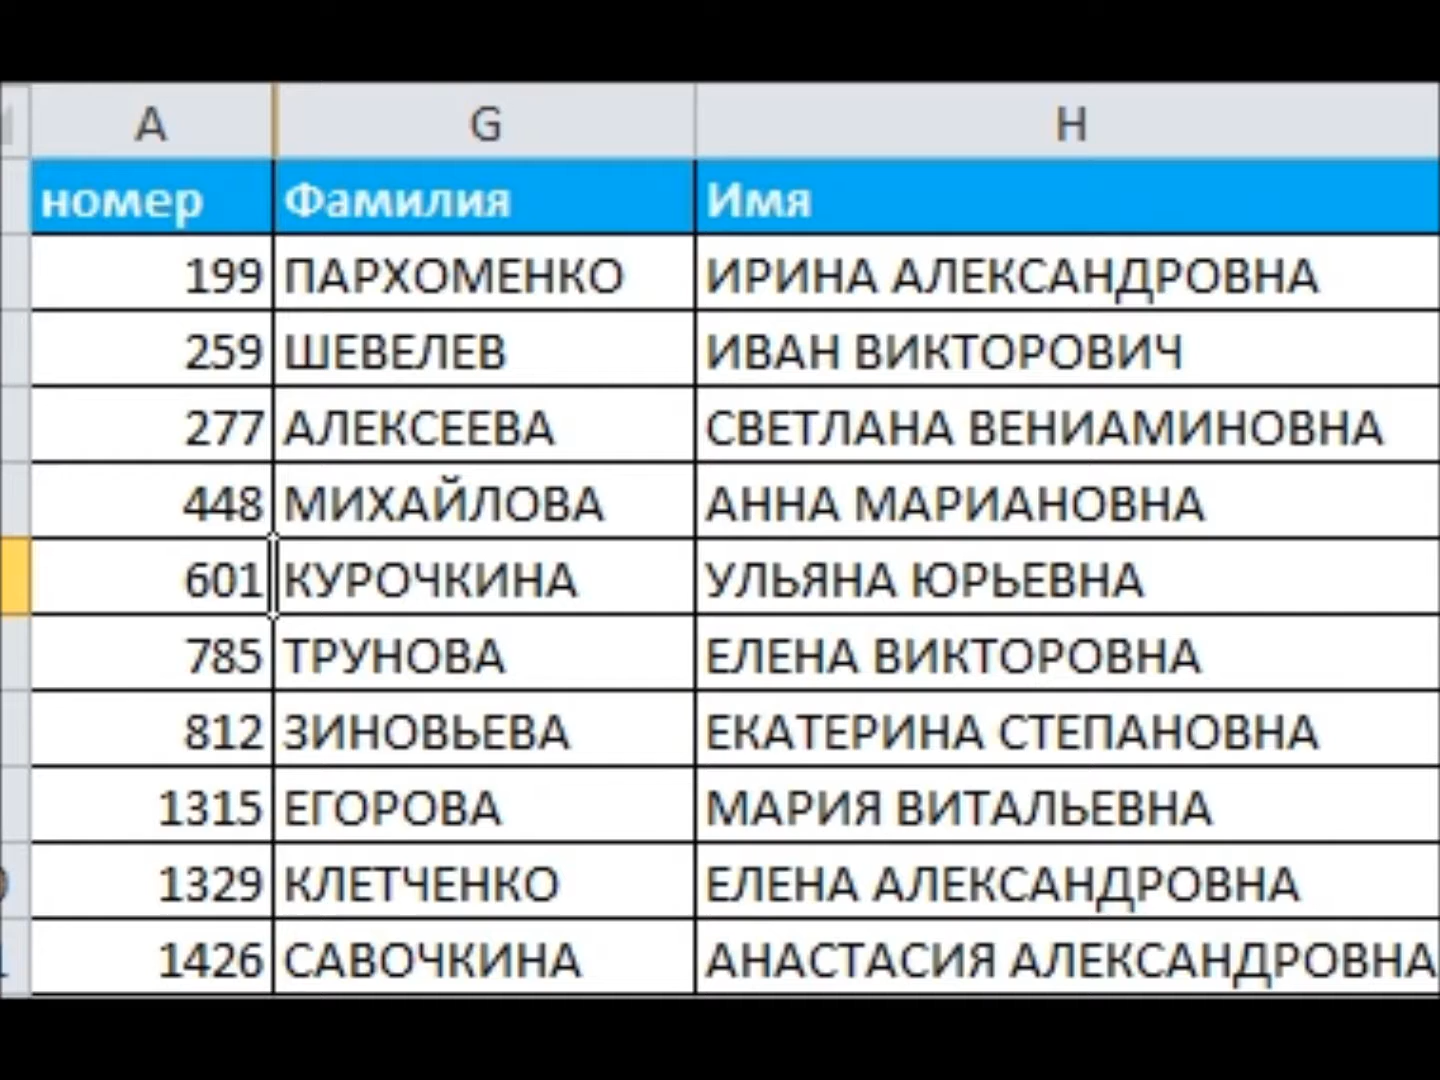 A G H
номер Фамилия Имя
199 ПАРХОМЕНКО ИРИНА АЛЕКСАНДРОВНА
259 ШЕВЕЛЕВ ИВАН ВИКТОРОВИЧ
277 АЛЕКСЕЕВА СВЕТЛАНА ВЕНИАМИНОВНА
448 МИХАЙЛОВА АННА МАРИАНОВНА
601 КУРОЧКИНА УЛЬЯНА ЮРЬЕВНА
785 ТРУНОВА ЕЛЕНА ВИКТОРОВНА
812 ЗИНОВЬЕВА ЕКАТЕРИНА СТЕПАНОВНА
1315 ЕГОРОВА МАРИЯ ВИТАЛЬЕВНА
1329 КЛЕТЧЕНКО ЕЛЕНА АЛЕКСАНДРОВНА
1426 САВОЧКИНА АНАСТАСИЯ АЛЕКСАНДРОВНА